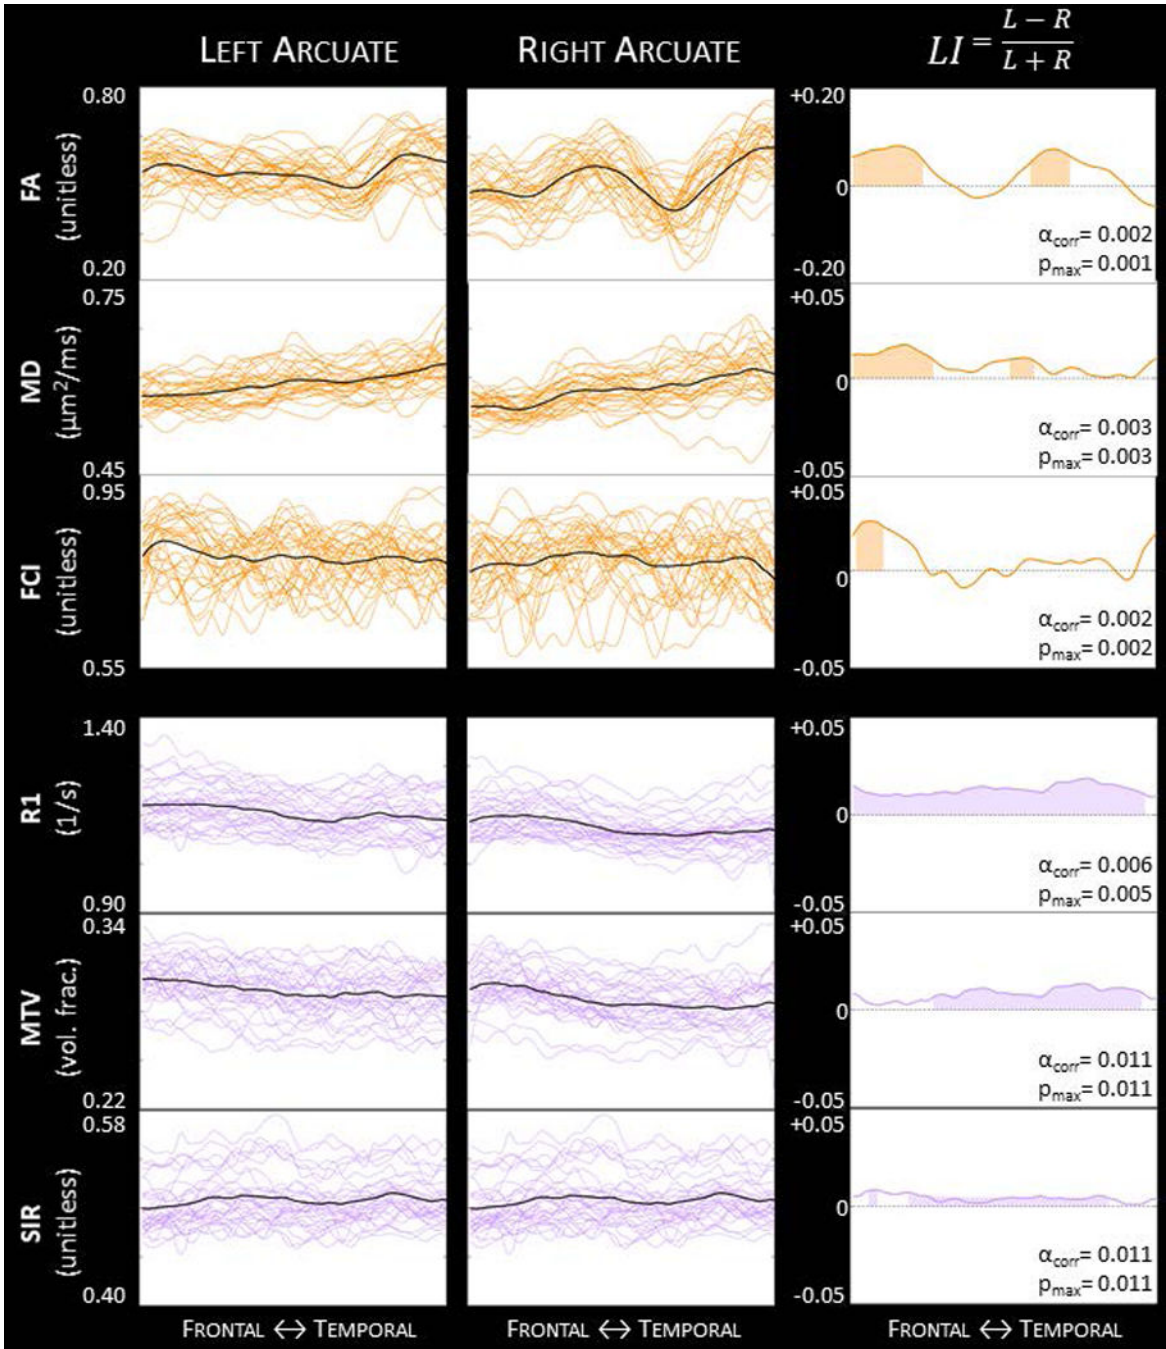 LEFT ARCUATE RIGHT ARCUATE LI = L − R / L + R
FA
(unitless)
0.80
0.20
+0.20
0
-0.20
αcorr= 0.002
pmax= 0.001
MD
(μm²/ms)
0.75
0.45
+0.05
0
-0.05
αcorr= 0.003
pmax= 0.003
FCI
(unitless)
0.95
0.55
+0.05
0
-0.05
αcorr= 0.002
pmax= 0.002
R1
(1/s)
1.40
0.90
+0.05
0
-0.05
αcorr= 0.006
pmax= 0.005
MTV
(vol. frac.)
0.34
0.22
+0.05
0
-0.05
αcorr= 0.011
pmax= 0.011
SIR
(unitless)
0.58
0.40
+0.05
0
-0.05
αcorr= 0.011
pmax= 0.011
FRONTAL ↔ TEMPORAL FRONTAL ↔ TEMPORAL FRONTAL ↔ TEMPORAL